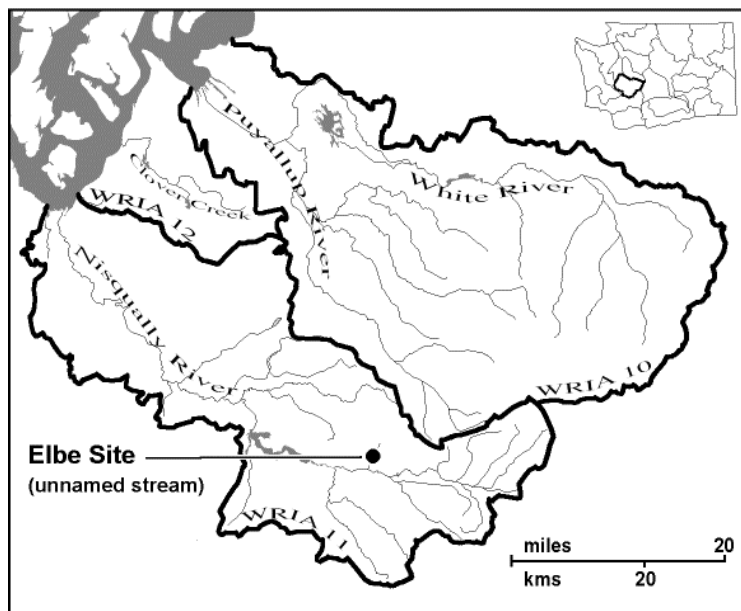 Puyallup River
White River
Clover Creek
WRIA 12
Nisqually River
WRIA 10
Elbe Site
(unnamed stream)
WRIA 11
miles 20
kms 20